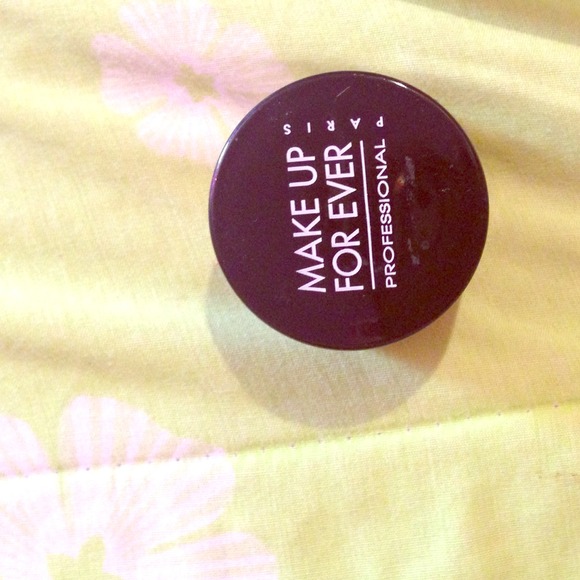 MAKE UP
FOR EVER
PROFESSIONAL
PARIS